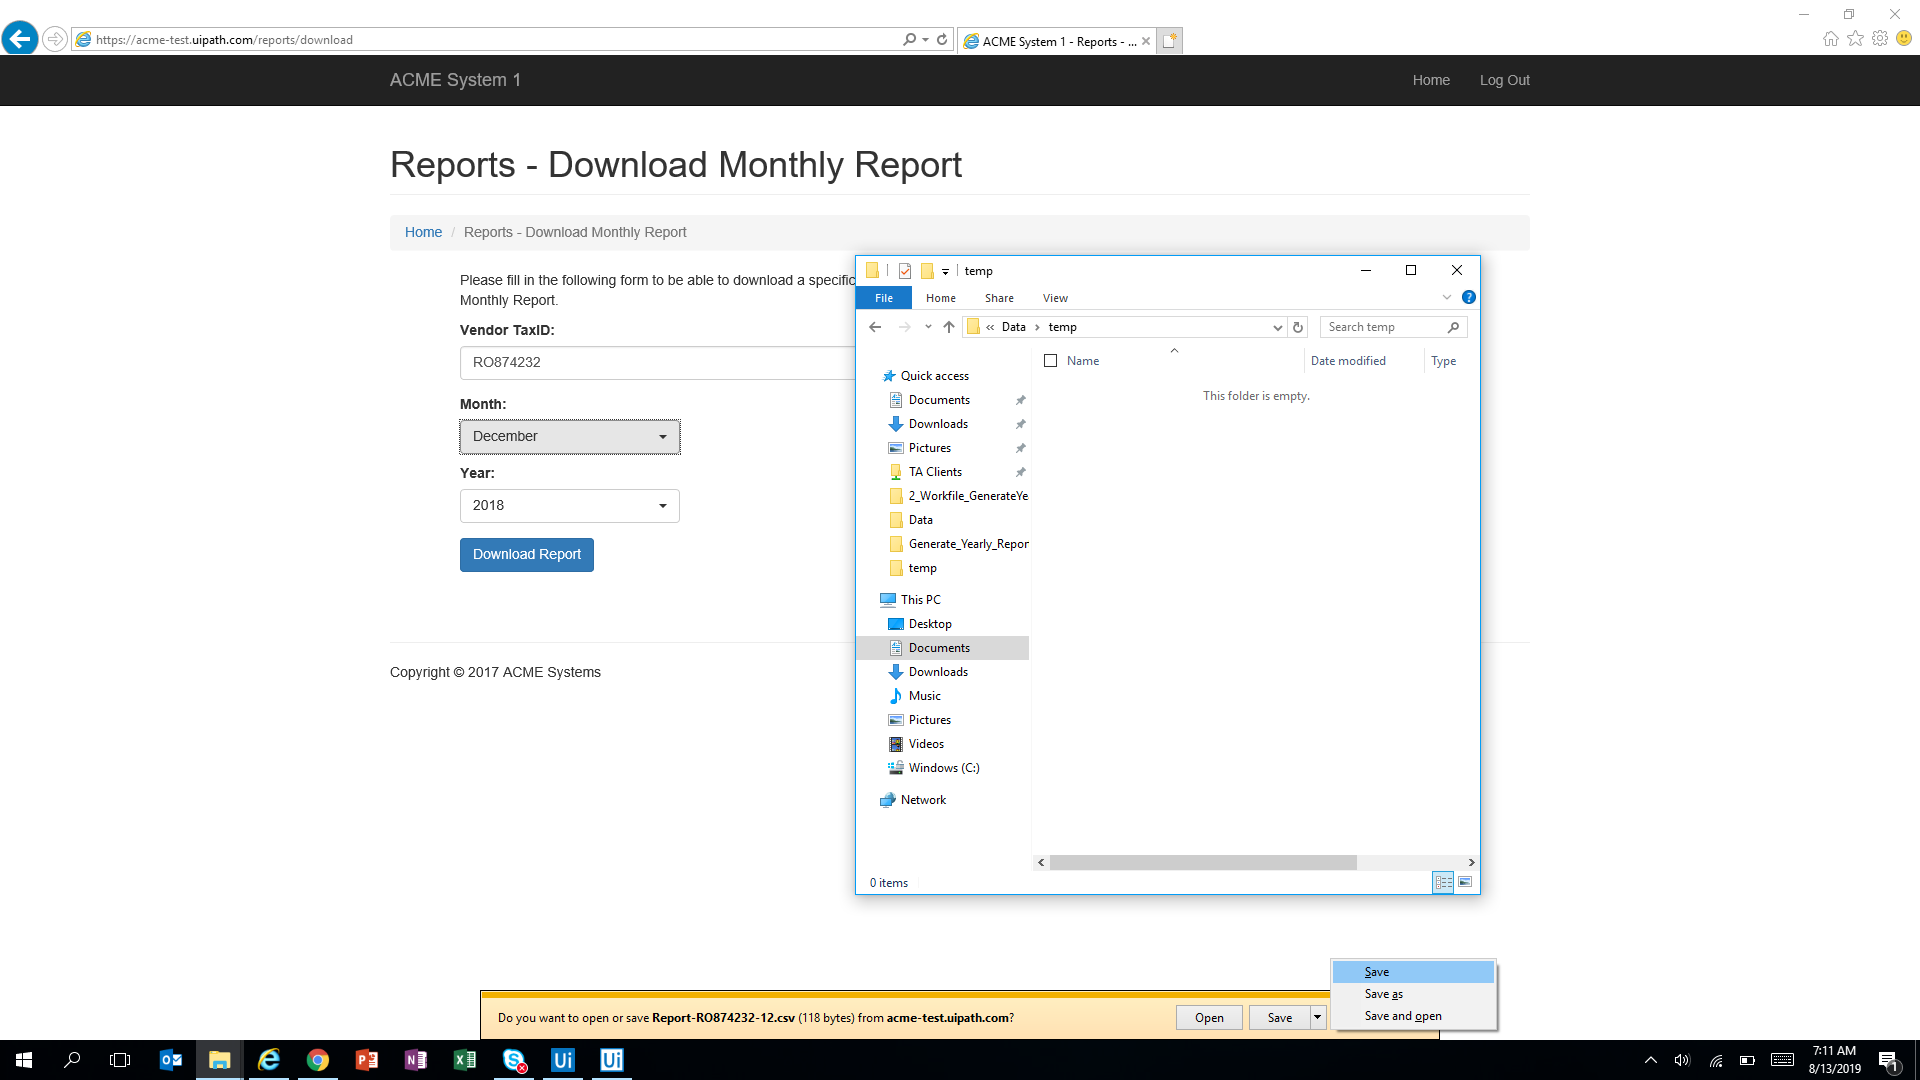 https://acme-test.uipath.com/reports/download
ACME System 1 - Reports - ...
ACME System 1
Home
Log Out
Reports - Download Monthly Report
Home / Reports - Download Monthly Report
Please fill in the following form to be able to download a specific
Monthly Report.
Vendor TaxID:
RO874232
Month:
December
Year:
2018
Download Report
Copyright © 2017 ACME Systems
temp
File
Home
Share
View
« Data › temp
Search temp
Name
Date modified
Type
This folder is empty.
Quick access
Documents
Downloads
Pictures
TA Clients
2_Workfile_GenerateYe
Data
Generate_Yearly_Repor
temp
This PC
Desktop
Documents
Downloads
Music
Pictures
Videos
Windows (C:)
Network
0 items
Save
Save as
Save and open
Do you want to open or save Report-RO874232-12.csv (118 bytes) from acme-test.uipath.com?
Open
Save
Ui
Ui
7:11 AM
8/13/2019
1